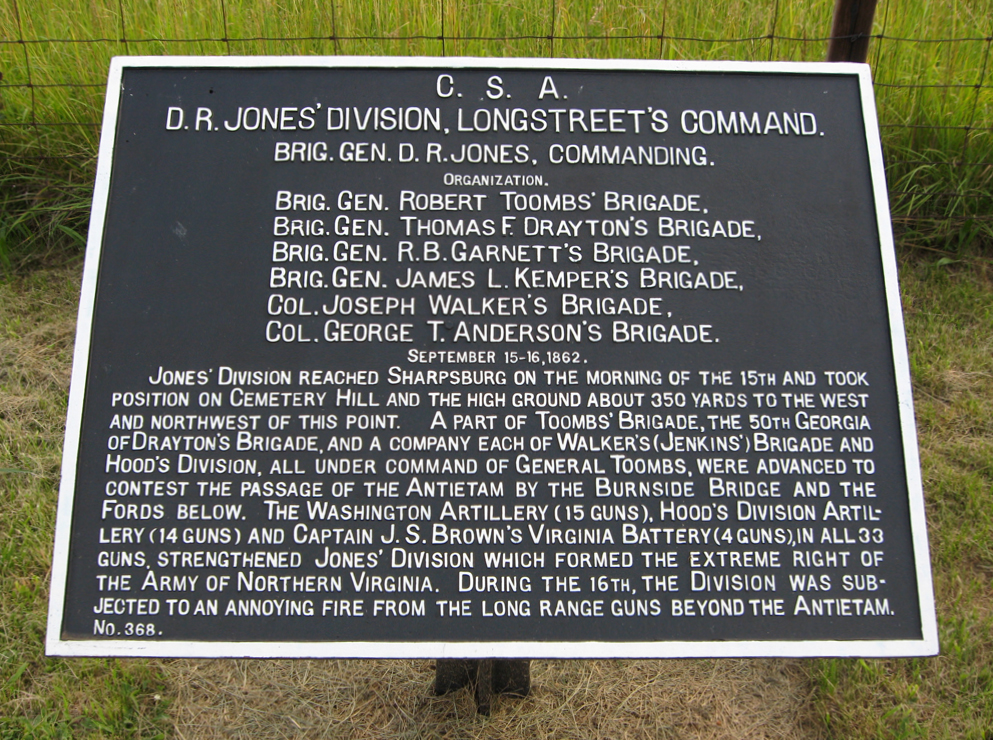 C. S. A.
D. R. JONES' DIVISION, LONGSTREET'S COMMAND.
BRIG. GEN. D. R. JONES, COMMANDING.
ORGANIZATION.
BRIG. GEN. ROBERT TOOMBS' BRIGADE,
BRIG. GEN. THOMAS F. DRAYTON'S BRIGADE,
BRIG. GEN. R. B. GARNETT'S BRIGADE,
BRIG. GEN. JAMES L. KEMPER'S BRIGADE,
COL. JOSEPH WALKER'S BRIGADE,
COL. GEORGE T. ANDERSON'S BRIGADE.
SEPTEMBER 15-16, 1862.
JONES' DIVISION REACHED SHARPSBURG ON THE MORNING OF THE 15TH AND TOOK
POSITION ON CEMETERY HILL AND THE HIGH GROUND ABOUT 350 YARDS TO THE WEST
AND NORTHWEST OF THIS POINT. A PART OF TOOMBS' BRIGADE, THE 50TH GEORGIA
OF DRAYTON'S BRIGADE, AND A COMPANY EACH OF WALKER'S (JENKINS') BRIGADE AND
HOOD'S DIVISION, ALL UNDER COMMAND OF GENERAL TOOMBS, WERE ADVANCED TO
CONTEST THE PASSAGE OF THE ANTIETAM BY THE BURNSIDE BRIDGE AND THE
FORDS BELOW. THE WASHINGTON ARTILLERY (15 GUNS), HOOD'S DIVISION ARTIL-
LERY (14 GUNS) AND CAPTAIN J. S. BROWN'S VIRGINIA BATTERY (4 GUNS), IN ALL 33
GUNS, STRENGTHENED JONES' DIVISION WHICH FORMED THE EXTREME RIGHT OF
THE ARMY OF NORTHERN VIRGINIA. DURING THE 16TH, THE DIVISION WAS SUB-
JECTED TO AN ANNOYING FIRE FROM THE LONG RANGE GUNS BEYOND THE ANTIETAM.
NO. 368.